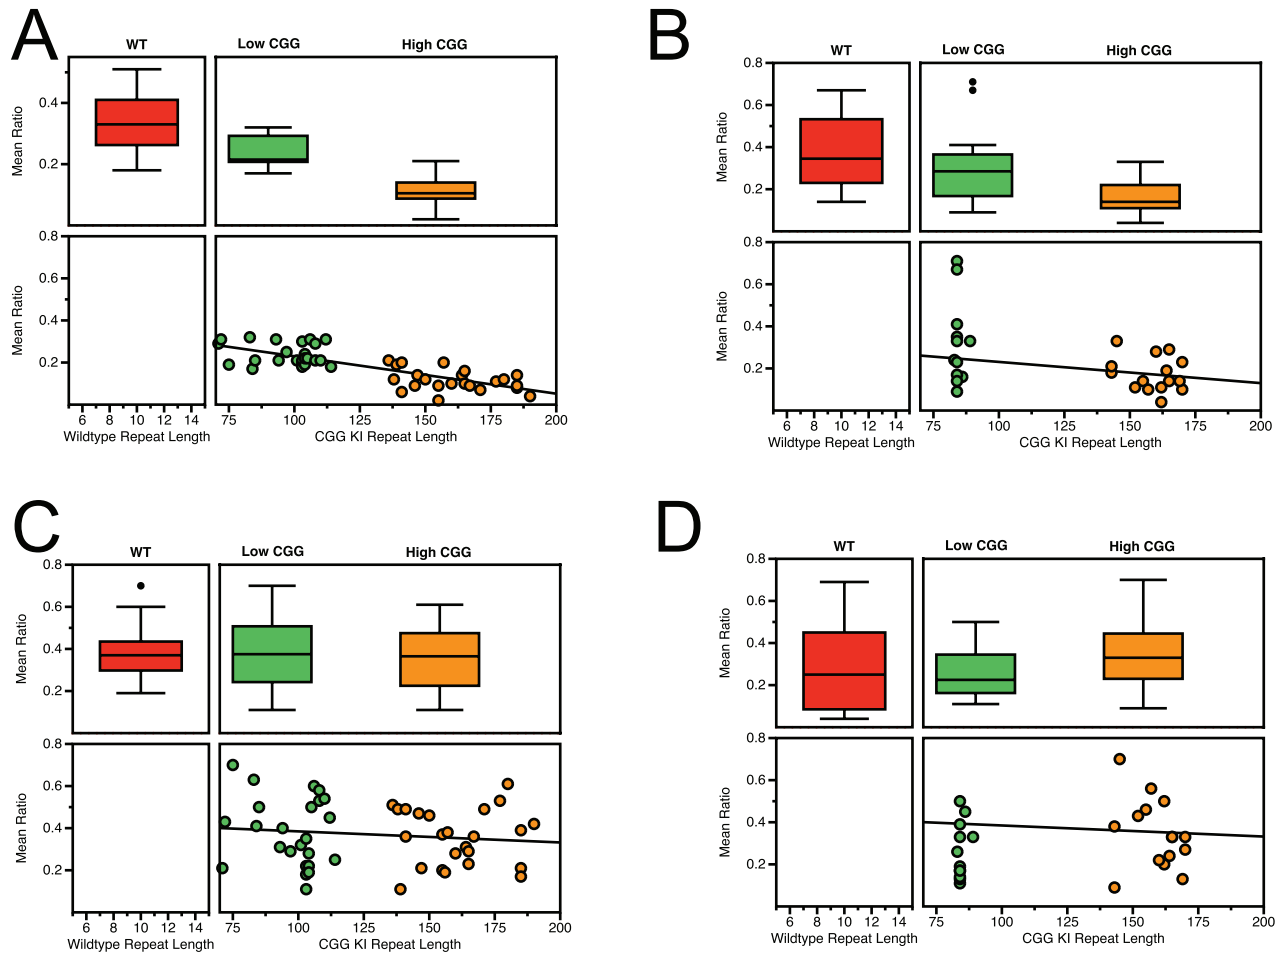 A
WT
Low CGG
High CGG
Mean Ratio
0.4
0.2
Mean Ratio
0.8
0.6
0.4
0.2
6 8 10 12 14
75 100 125 150 175 200
Wildtype Repeat Length
CGG KI Repeat Length
B
WT
Low CGG
High CGG
Mean Ratio
0.8
0.6
0.4
0.2
Mean Ratio
0.8
0.6
0.4
0.2
6 8 10 12 14
75 100 125 150 175 200
Wildtype Repeat Length
CGG KI Repeat Length
C
WT
Low CGG
High CGG
Mean Ratio
0.8
0.6
0.4
0.2
Mean Ratio
0.8
0.6
0.4
0.2
6 8 10 12 14
75 100 125 150 175 200
Wildtype Repeat Length
CGG KI Repeat Length
D
WT
Low CGG
High CGG
Mean Ratio
0.8
0.6
0.4
0.2
Mean Ratio
0.8
0.6
0.4
0.2
6 8 10 12 14
75 100 125 150 175 200
Wildtype Repeat Length
CGG KI Repeat Length